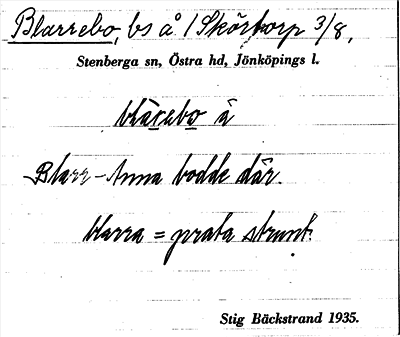 Blarrebo, bs å 1 Skörtorp 3/8,
Stenberga sn, Östra hd, Jönköpings l.
blàrebo å
Blarr-Anna bodde där.
blarra = prata strunt.
Stig Bäckstrand 1935.